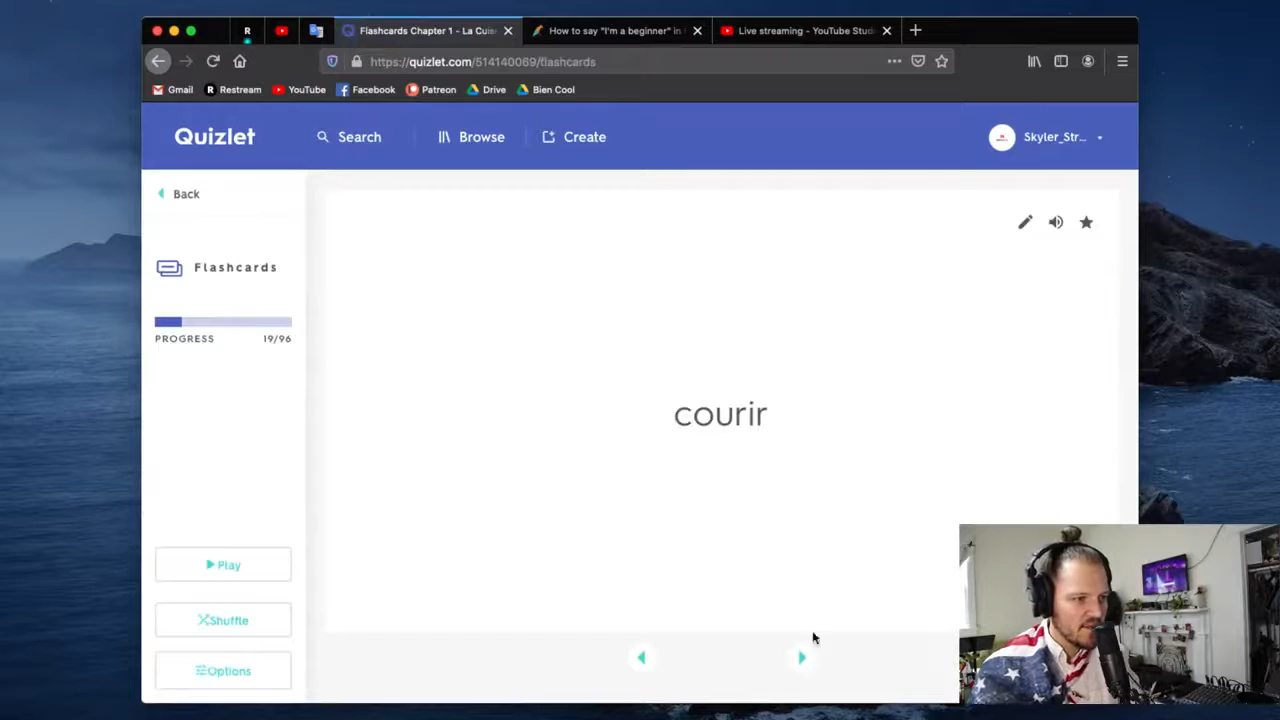 R
Flashcards Chapter 1 - La Cuis
How to say "I'm a beginner" in
Live streaming - YouTube Stud
https://quizlet.com/514140069/flashcards
Gmail
Restream
YouTube
Facebook
Patreon
Drive
Bien Cool
Quizlet
Search
Browse
Create
Skyler_Str...
Back
Flashcards
PROGRESS 19/96
courir
Play
Shuffle
Options